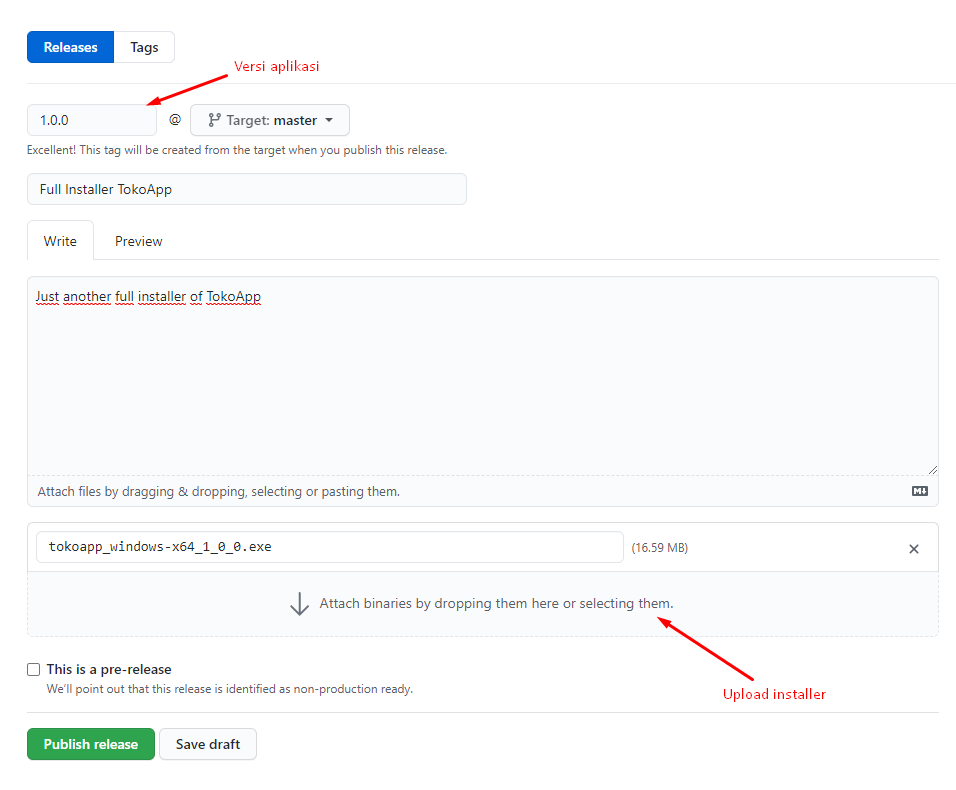 Releases Tags
Versi aplikasi
1.0.0 @ Target: master
Excellent! This tag will be created from the target when you publish this release.
Full Installer TokoApp
Write Preview
Just another full installer of TokoApp
Attach files by dragging & dropping, selecting or pasting them.
tokoapp_windows-x64_1_0_0.exe (16.59 MB)
Attach binaries by dropping them here or selecting them.
This is a pre-release
We'll point out that this release is identified as non-production ready.
Upload installer
Publish release Save draft